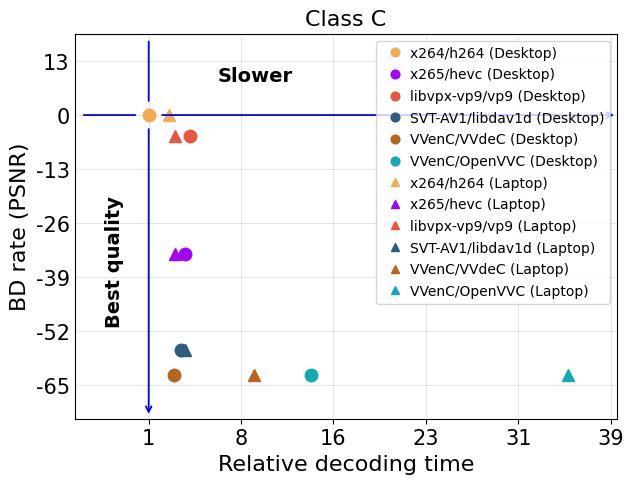 Class C
BD rate (PSNR)
13
0
-13
-26
-39
-52
-65
Slower
Best quality
x264/h264 (Desktop)
x265/hevc (Desktop)
libvpx-vp9/vp9 (Desktop)
SVT-AV1/libdav1d (Desktop)
VVenC/VVdeC (Desktop)
VVenC/OpenVVC (Desktop)
x264/h264 (Laptop)
x265/hevc (Laptop)
libvpx-vp9/vp9 (Laptop)
SVT-AV1/libdav1d (Laptop)
VVenC/VVdeC (Laptop)
VVenC/OpenVVC (Laptop)
1 8 16 23 31 39
Relative decoding time